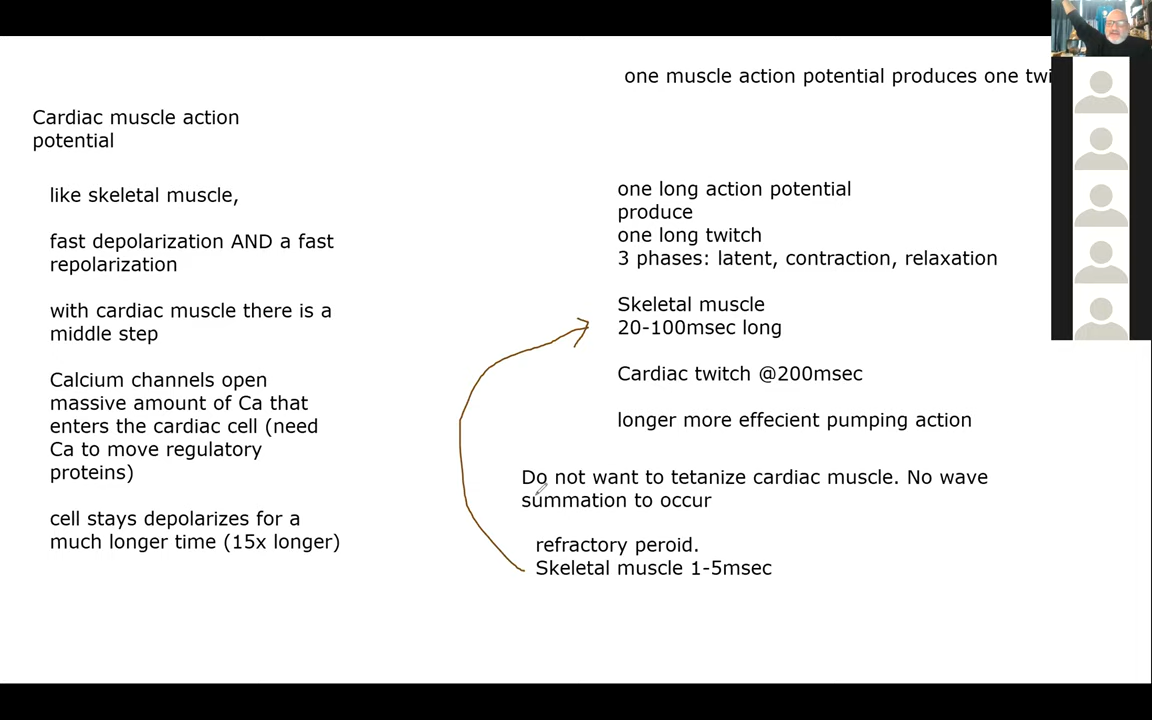 one muscle action potential produces one twi
Cardiac muscle action
potential
like skeletal muscle,
fast depolarization AND a fast
repolarization
with cardiac muscle there is a
middle step
Calcium channels open
massive amount of Ca that
enters the cardiac cell (need
Ca to move regulatory
proteins)
cell stays depolarizes for a
much longer time (15x longer)
one long action potential
produce
one long twitch
3 phases: latent, contraction, relaxation
Skeletal muscle
20-100msec long
Cardiac twitch @200msec
longer more effecient pumping action
Do not want to tetanize cardiac muscle. No wave
summation to occur
refractory peroid.
Skeletal muscle 1-5msec